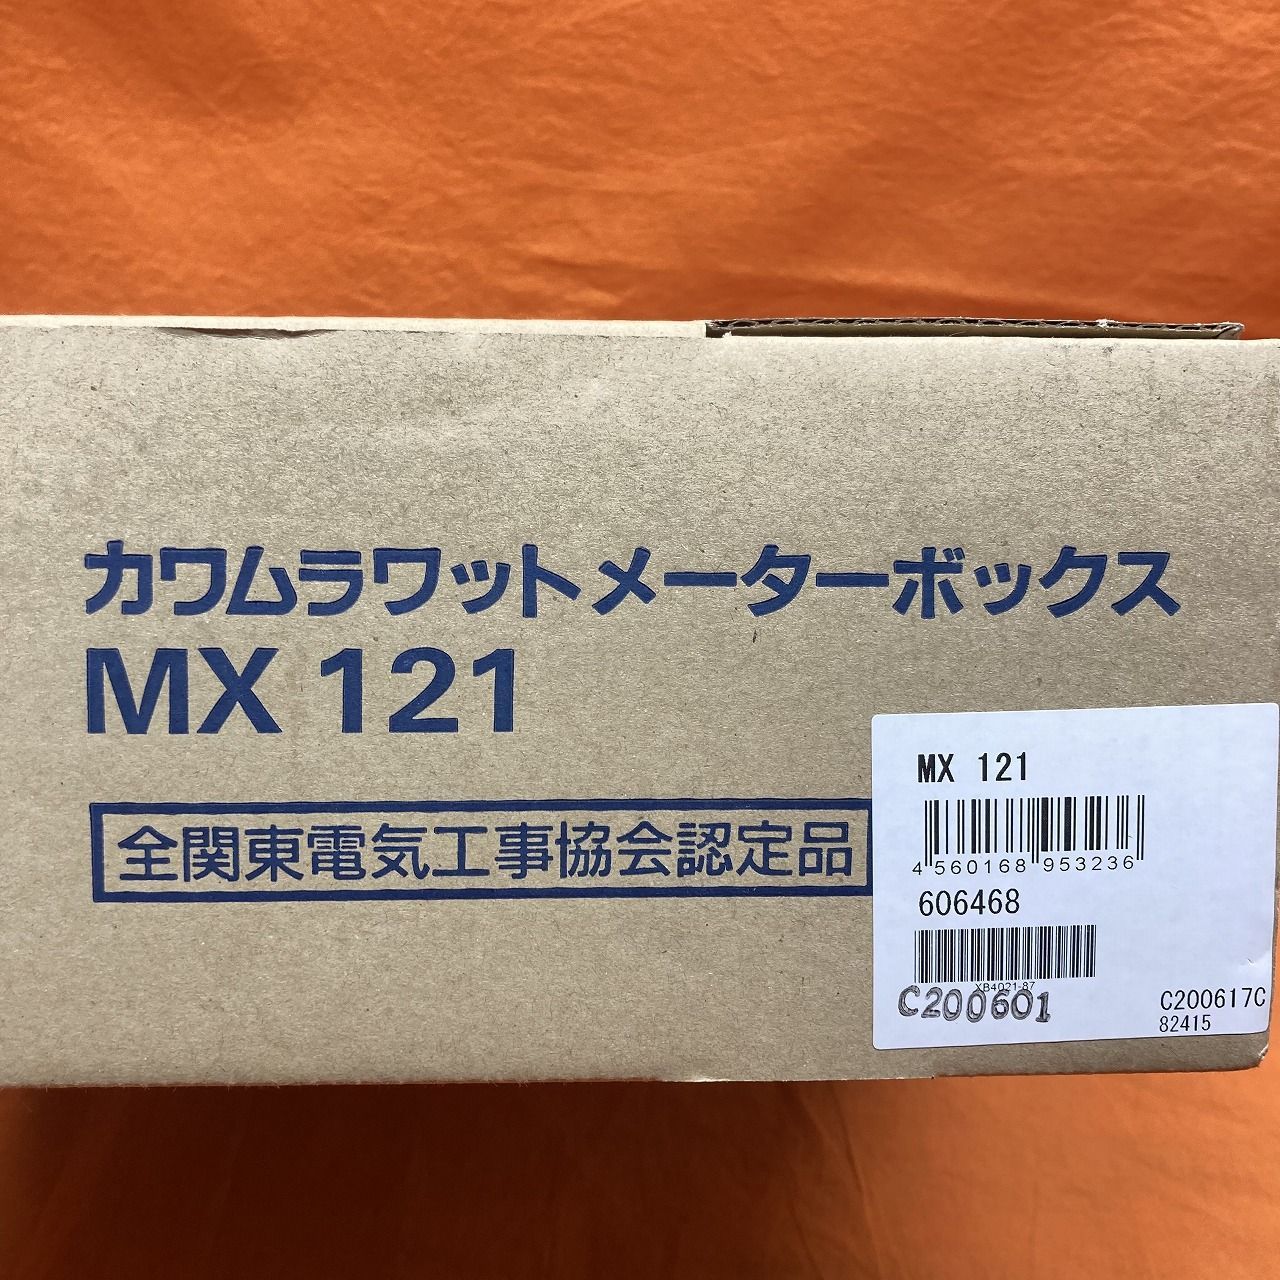 カワムラワットメーターボックス
MX 121
全関東電気工事協会認定品
MX 121
4 560168 953236
606468
XB4021-87
C200601
C200617C
82415